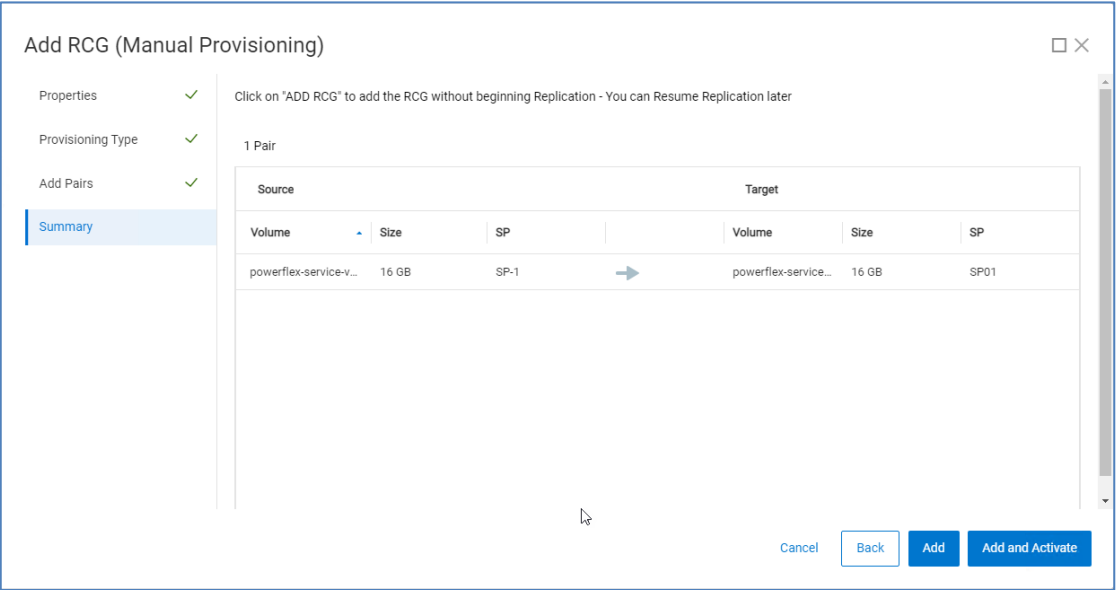 Add RCG (Manual Provisioning)
Properties
Provisioning Type
Add Pairs
Summary
Click on "ADD RCG" to add the RCG without beginning Replication - You can Resume Replication later
1 Pair
Source Target
Volume Size SP Volume Size SP
powerflex-service-v... 16 GB SP-1 powerflex-service... 16 GB SP01
Cancel Back Add Add and Activate